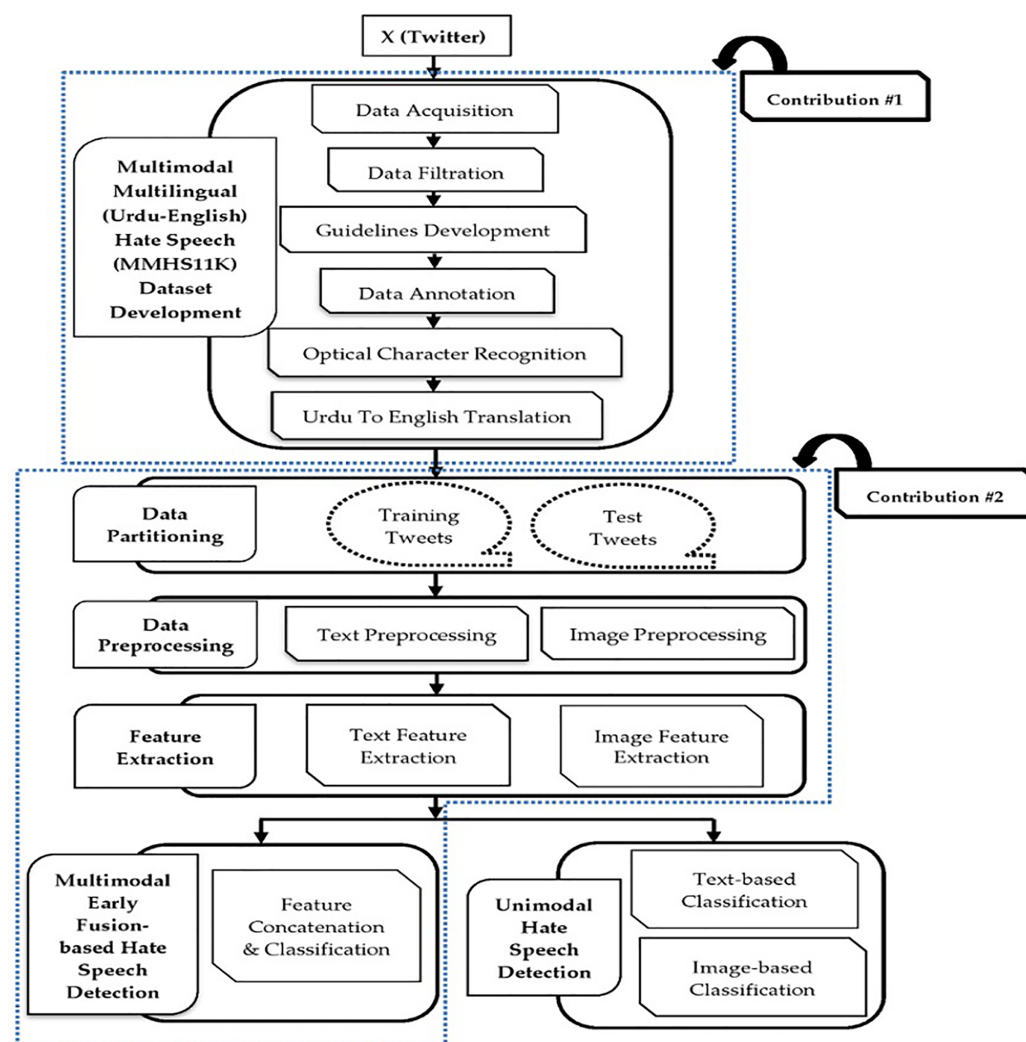 X (Twitter)
Contribution #1
Data Acquisition
Multimodal
Multilingual
(Urdu-English)
Hate Speech
(MMHS11K)
Dataset
Development
Data Filtration
Guidelines Development
Data Annotation
Optical Character Recognition
Urdu To English Translation
Contribution #2
Data
Partitioning
Training
Tweets
Test
Tweets
Data
Preprocessing
Text Preprocessing
Image Preprocessing
Feature
Extraction
Text Feature
Extraction
Image Feature
Extraction
Multimodal
Early
Fusion-
based Hate
Speech
Detection
Feature
Concatenation
& Classification
Unimodal
Hate
Speech
Detection
Text-based
Classification
Image-based
Classification